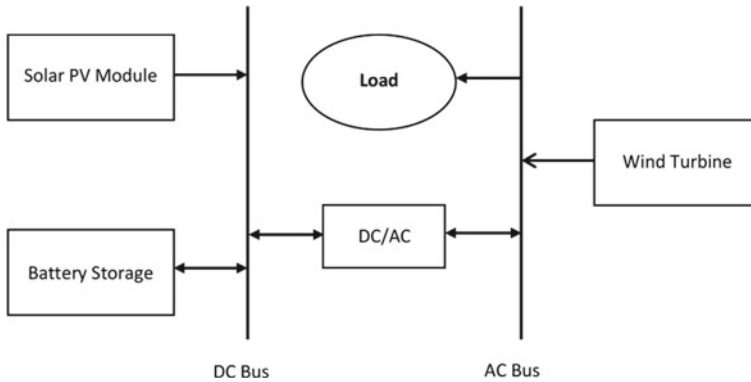 Solar PV Module
Load
Wind Turbine
DC/AC
Battery Storage
DC Bus
AC Bus